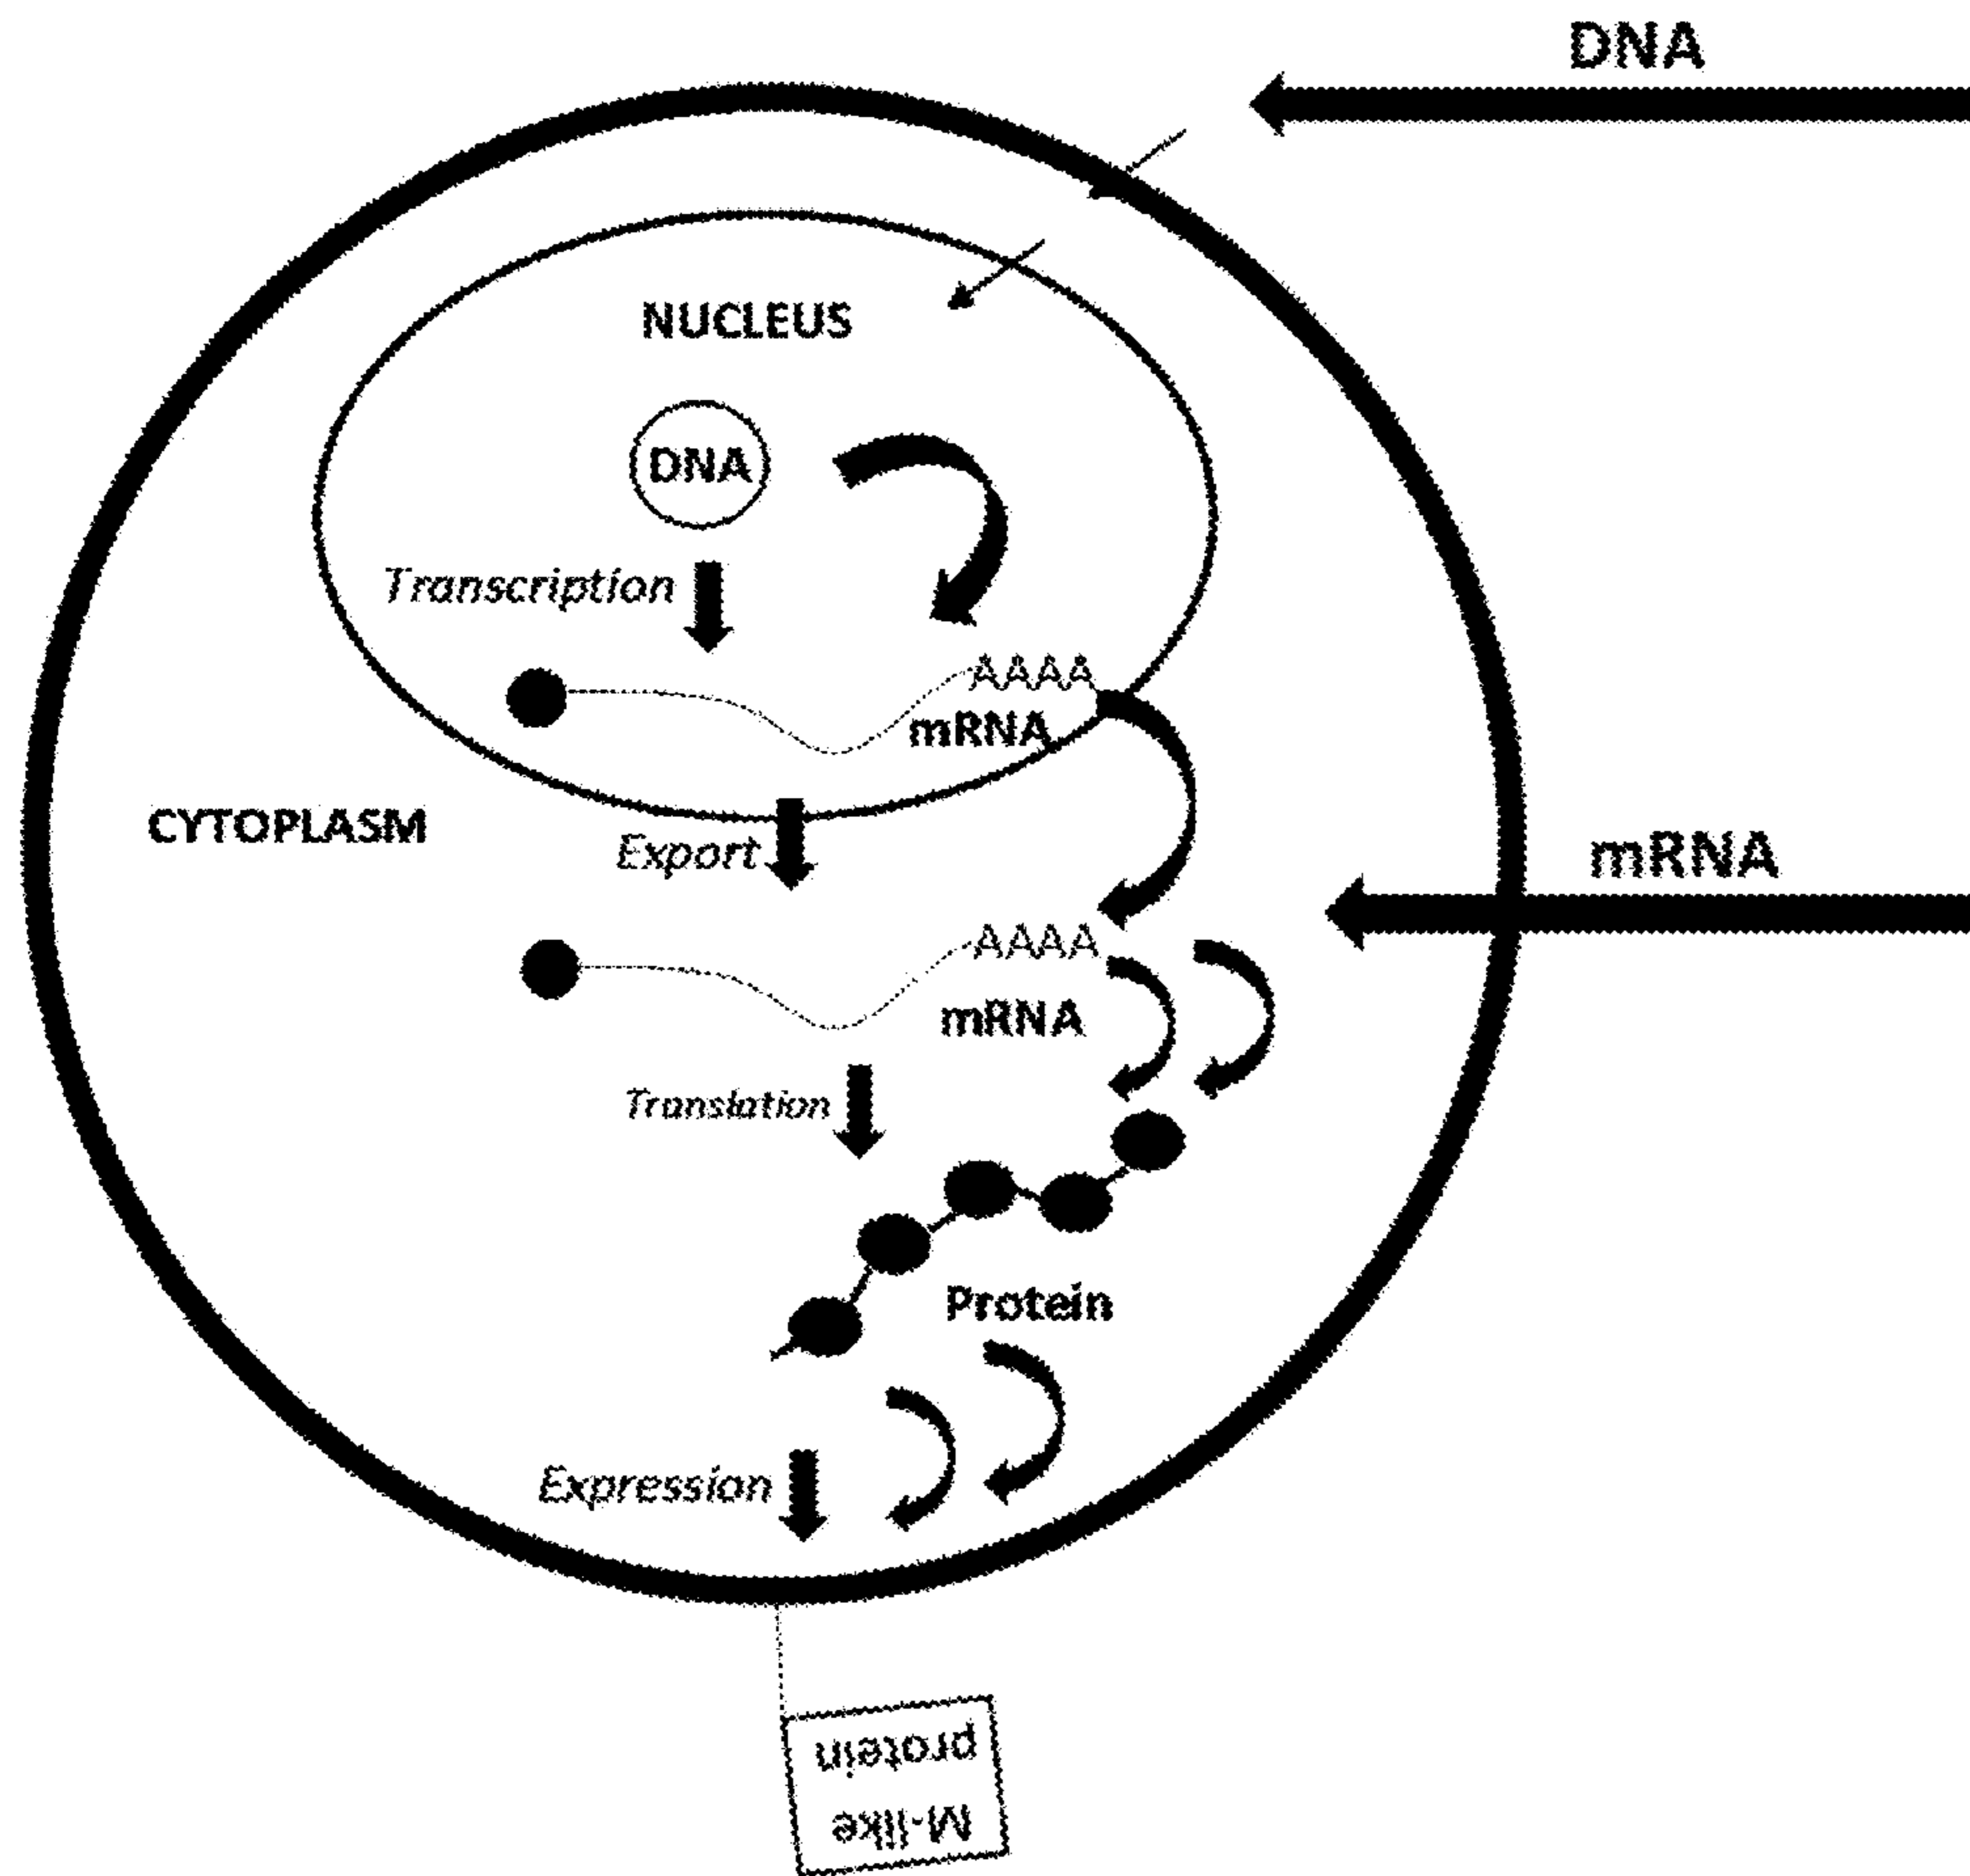 DNA
NUCLEUS
DNA
Transcription
AAAA
mRNA
CYTOPLASM
Export
mRNA
AAAA
mRNA
Translation
Protein
Expression
M-like
protein